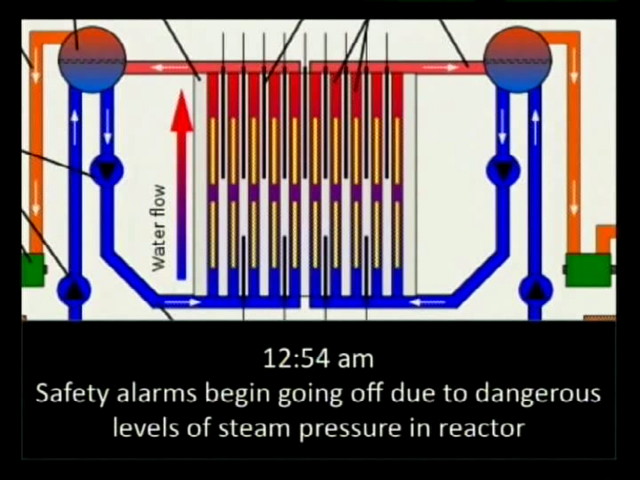 Water flow
12:54 am
Safety alarms begin going off due to dangerous
levels of steam pressure in reactor